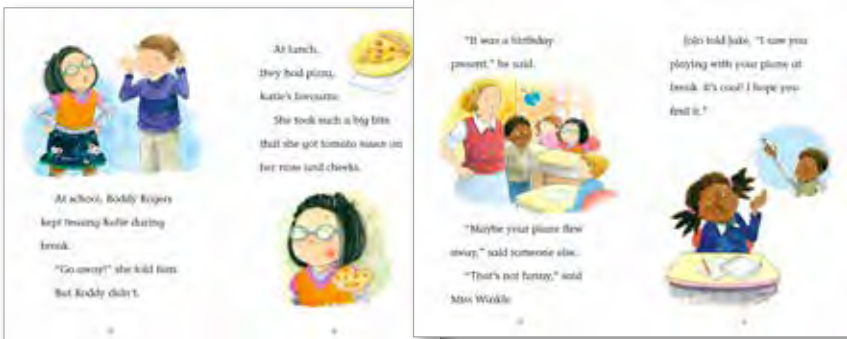 At school, Roddy Rogers
kept teasing Katie during
break.
"Go away!" she told him.
But Roddy didn't.
At lunch,
they had pizza,
Katie's favourite.
She took such a big bite
that she got tomato sauce on
her nose and cheeks.
"It was a birthday
present," he said.
"Maybe your plane flew
away," said someone else.
"That's not funny," said
Miss Winkle.
JoJo told Jake, "I saw you
playing with your plane at
break. It's cool! I hope you
find it."